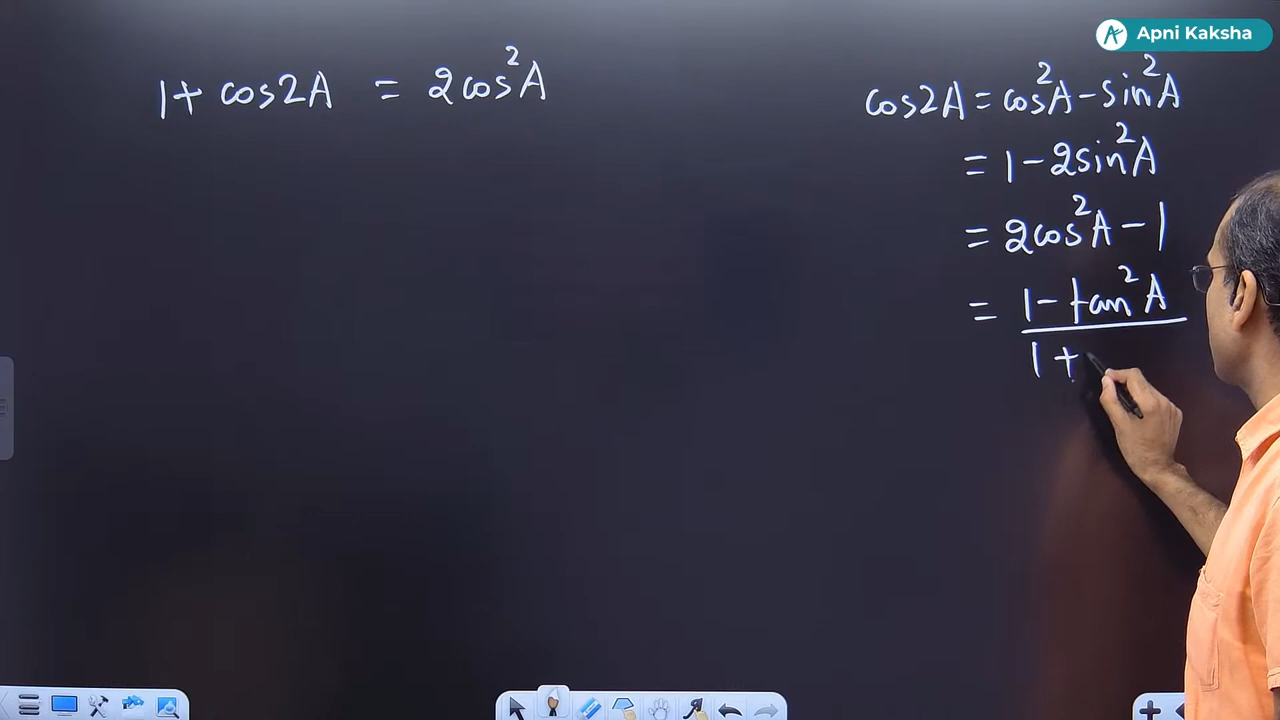 Apni Kaksha
1 + cos2A = 2cos²A
cos2A = cos²A - sin²A
= 1 - 2sin²A
= 2cos²A - 1
= 1 - tan²A
1 +